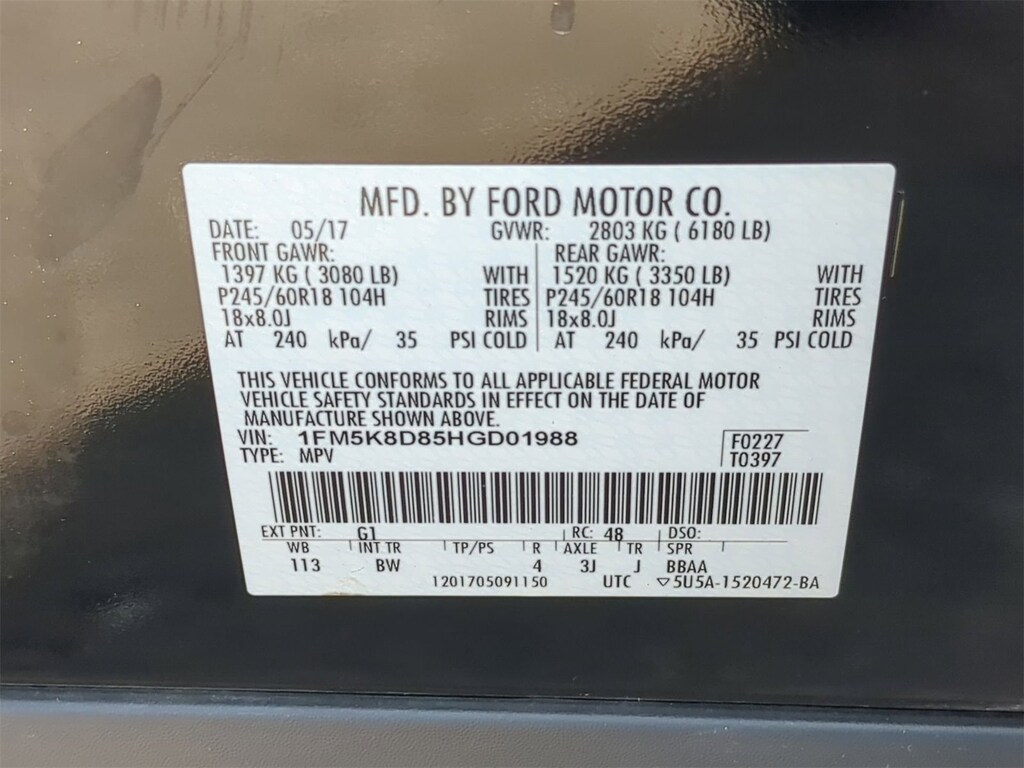 MFD. BY FORD MOTOR CO.
DATE: 05/17 GVWR: 2803 KG ( 6180 LB)
FRONT GAWR: REAR GAWR:
1397 KG ( 3080 LB) WITH 1520 KG ( 3350 LB) WITH
P245/60R18 104H TIRES P245/60R18 104H TIRES
18x8.0J RIMS 18x8.0J RIMS
AT 240 kPa/ 35 PSI COLD AT 240 kPa/ 35 PSI COLD
THIS VEHICLE CONFORMS TO ALL APPLICABLE FEDERAL MOTOR
VEHICLE SAFETY STANDARDS IN EFFECT ON THE DATE OF
MANUFACTURE SHOWN ABOVE.
VIN: 1FM5K8D85HGD01988 F0227
TYPE: MPV T0397
EXT PNT: G1 RC: 48 DSO:
WB INT TR TP/PS R AXLE TR SPR
113 BW 4 3J J BBAA
1201705091150 UTC ▽5U5A-1520472-BA